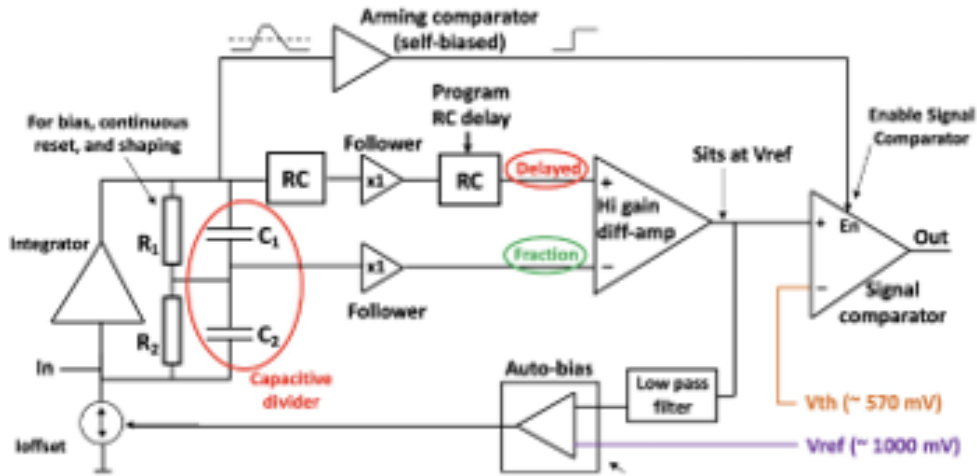 Arming comparator
(self-biased)
Program
RC delay
For bias, continuous
reset, and shaping
Follower
Enable Signal
Comparator
Sits at Vref
RC
x1
RC
Delayed
+
Hi gain
diff-amp
−
+
En
Out
−
Signal
comparator
Integrator
R1
C1
x1
Fraction
Follower
R2
C2
In
Capacitive
divider
Auto-bias
Low pass
filter
Vth (~ 570 mV)
Ioffset
Vref (~ 1000 mV)